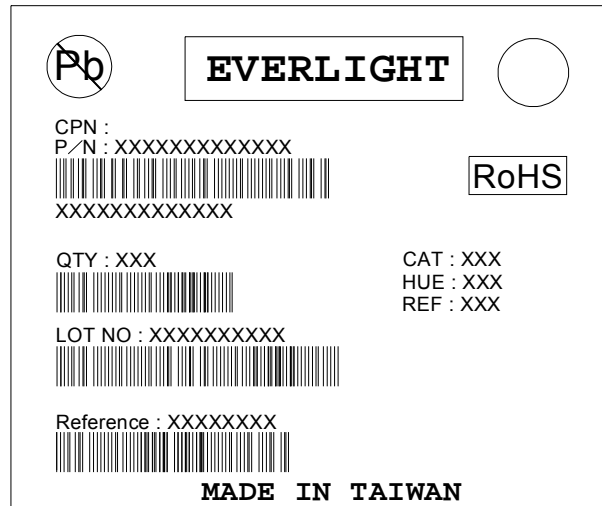 Pb
EVERLIGHT
CPN :
P/N : XXXXXXXXXXXXX
RoHS
XXXXXXXXXXXXX
QTY : XXX
CAT : XXX
HUE : XXX
REF : XXX
LOT NO : XXXXXXXXXX
Reference : XXXXXXXX
MADE IN TAIWAN